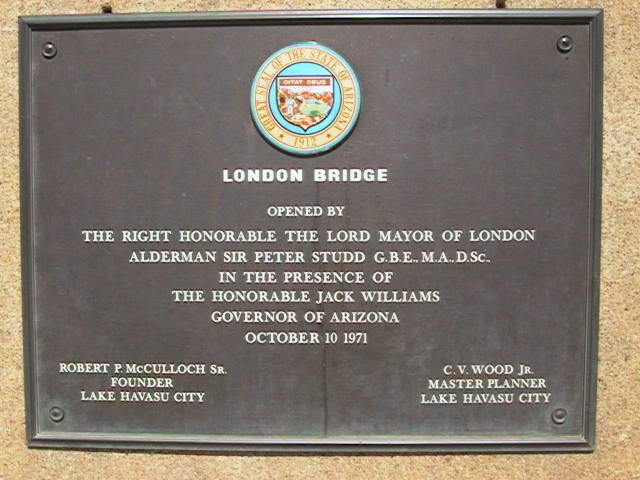 GREAT SEAL OF THE STATE OF ARIZONA
DITAT DEUS
1912
LONDON BRIDGE
OPENED BY
THE RIGHT HONORABLE THE LORD MAYOR OF LONDON
ALDERMAN SIR PETER STUDD G.B.E., M.A., D.Sc.,
IN THE PRESENCE OF
THE HONORABLE JACK WILLIAMS
GOVERNOR OF ARIZONA
OCTOBER 10 1971
ROBERT P. McCULLOCH Sr.
FOUNDER
LAKE HAVASU CITY
C. V. WOOD Jr.
MASTER PLANNER
LAKE HAVASU CITY